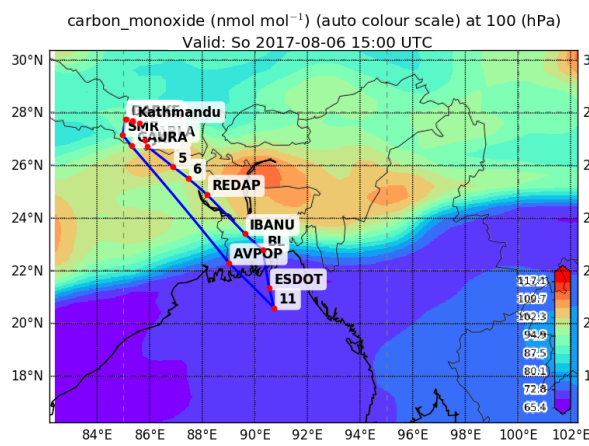 carbon_monoxide (nmol mol⁻¹) (auto colour scale) at 100 (hPa)
Valid: So 2017-08-06 15:00 UTC
30°N
28°N
26°N
24°N
22°N
20°N
18°N
Kathmandu
SMR
GAURA
5
6
REDAP
IBANU
BL
AVPOP
ESDOT
11
117.1
109.7
102.3
94.9
87.5
80.1
72.8
65.4
84°E 86°E 88°E 90°E 92°E 94°E 96°E 98°E 100°E 102°E